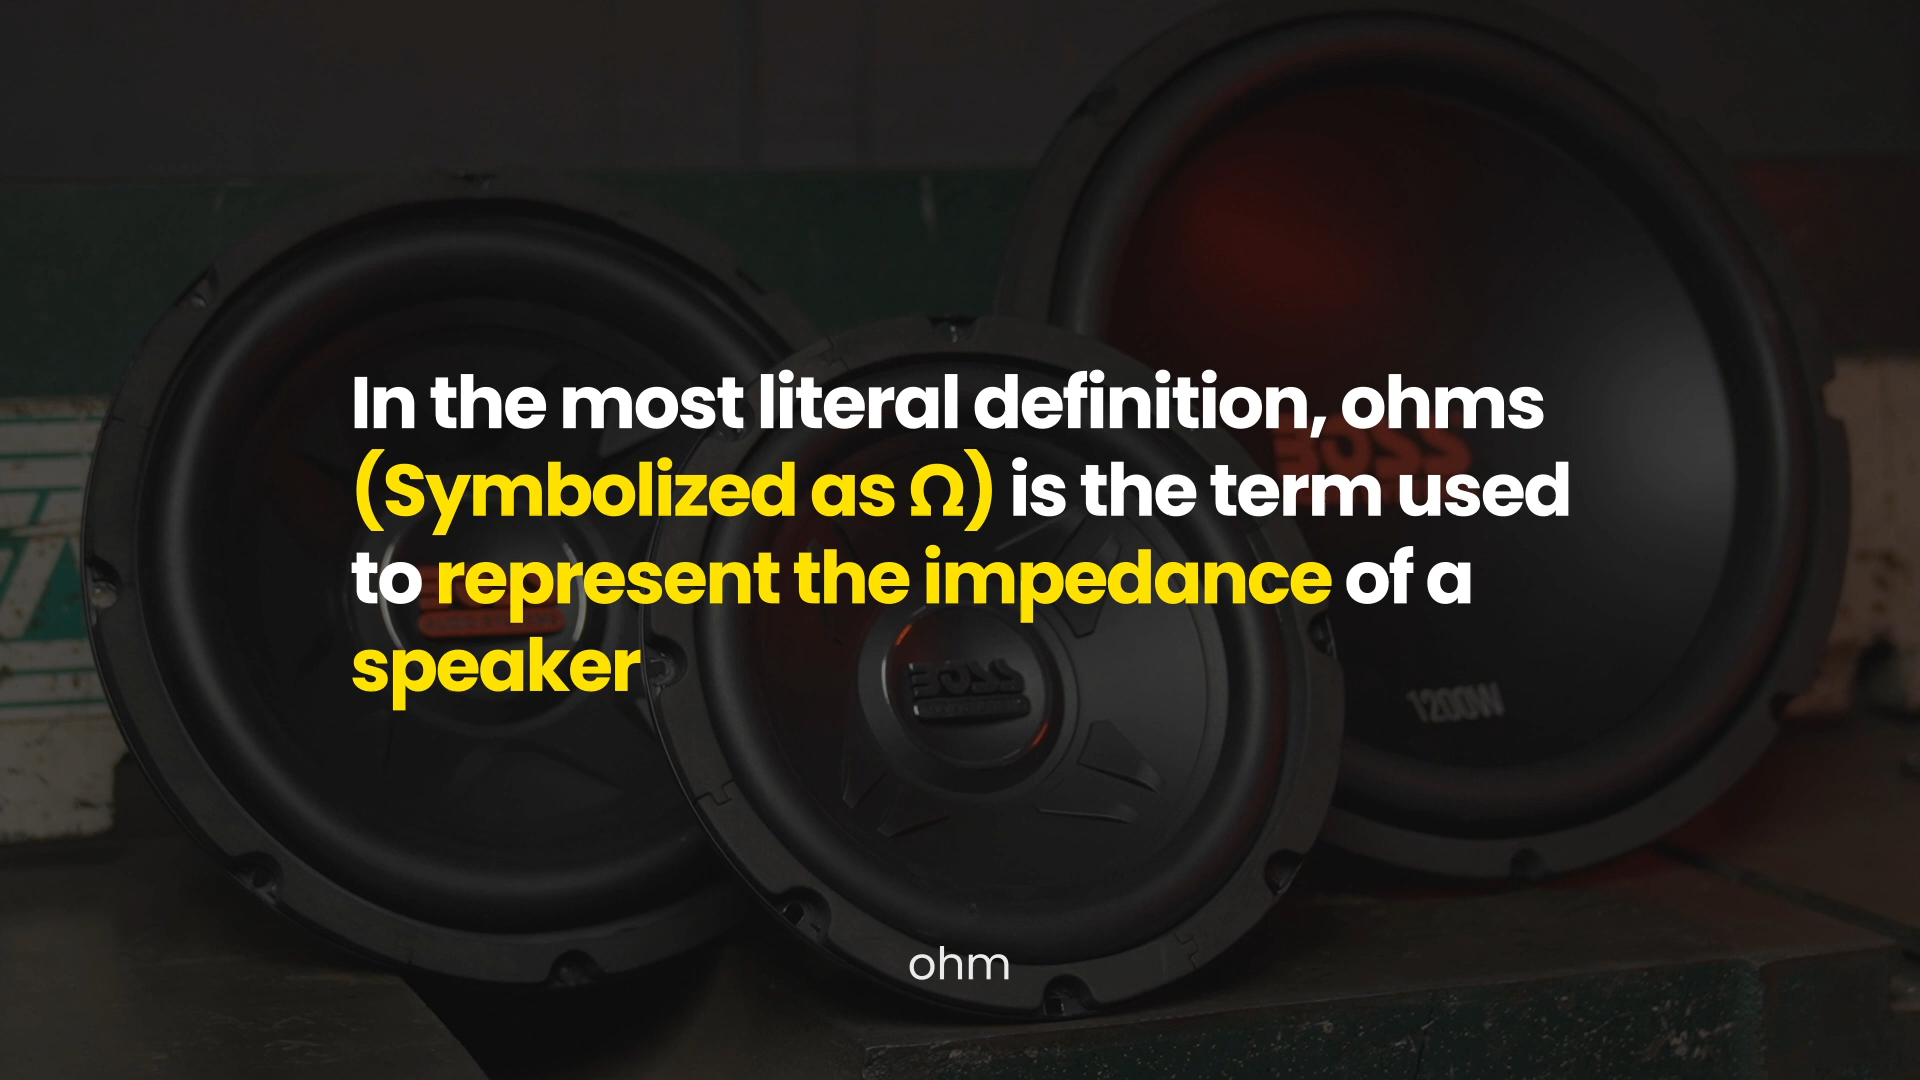 In the most literal definition, ohms
(Symbolized as Ω) is the term used
to represent the impedance of a
speaker
1200W
ohm